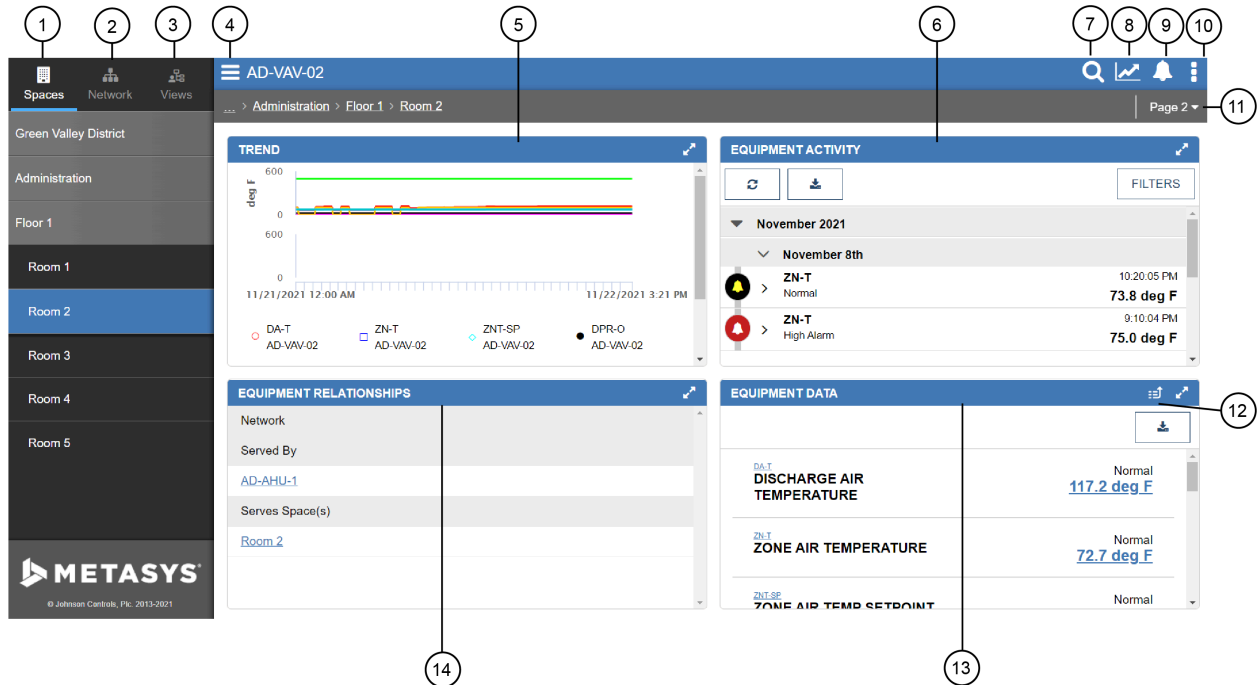 1 2 3 4 5 6 7 8 9 10
Spaces Network Views
AD-VAV-02
... > Administration > Floor 1 > Room 2
Page 2
11
Green Valley District
Administration
Floor 1
Room 1
Room 2
Room 3
Room 4
Room 5
METASYS®
© Johnson Controls, Plc. 2013-2021
TREND
600
deg F
0
600
0
11/21/2021 12:00 AM 11/22/2021 3:21 PM
DA-T
AD-VAV-02
ZN-T
AD-VAV-02
ZNT-SP
AD-VAV-02
DPR-O
AD-VAV-02
EQUIPMENT ACTIVITY
FILTERS
November 2021
November 8th
ZN-T 10:20:05 PM
Normal 73.8 deg F
ZN-T 9:10:04 PM
High Alarm 75.0 deg F
EQUIPMENT RELATIONSHIPS
Network
Served By
AD-AHU-1
Serves Space(s)
Room 2
EQUIPMENT DATA
12
DA-T
DISCHARGE AIR
TEMPERATURE
Normal
117.2 deg F
ZN-T
ZONE AIR TEMPERATURE
Normal
72.7 deg F
ZNT-SP
ZONE AIR TEMP SETPOINT
Normal
14 13